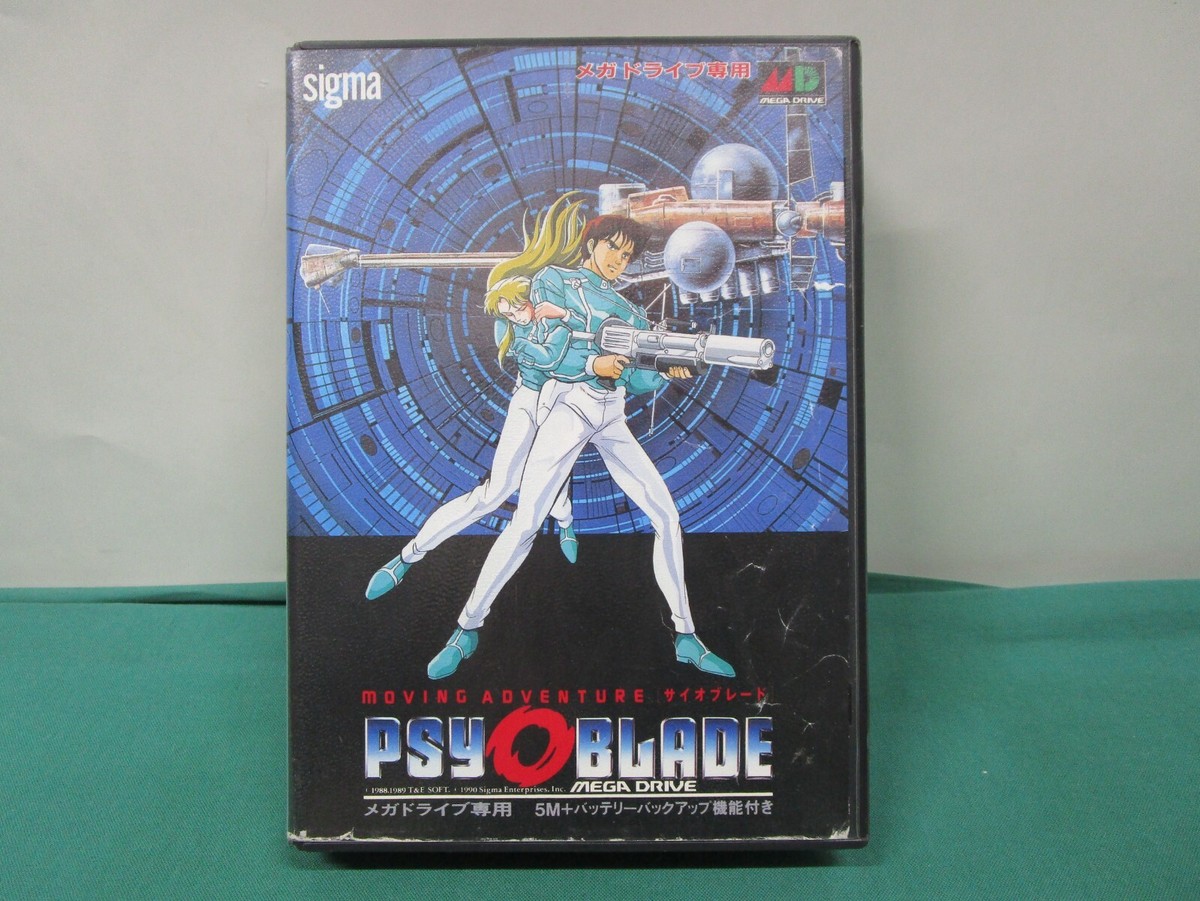 sigma
メガドライブ専用
MD
MEGA DRIVE
MOVING ADVENTURE サイオブレード
PSY O BLADE
1988.1989 T&E SOFT. 1990 Sigma Enterprises, Inc. MEGA DRIVE
メガドライブ専用 5M+バッテリーバックアップ機能付き